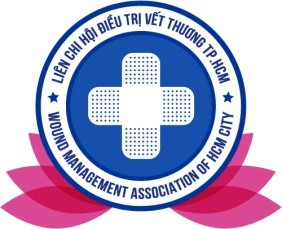 LIÊN CHI HỘI ĐIỀU TRỊ VẾT THƯƠNG TP.HCM
WOUND MANAGEMENT ASSOCIATION OF HCM CITY